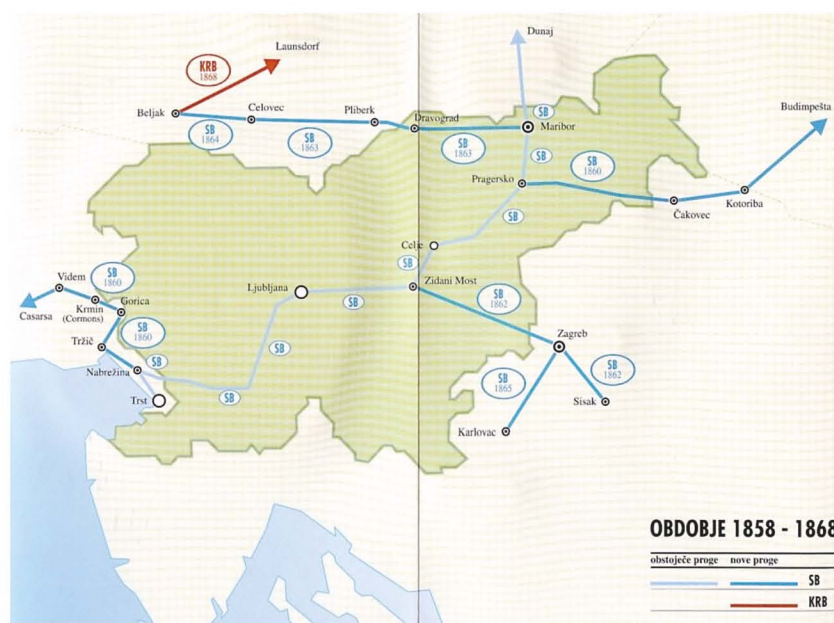 Dunaj
Launsdorf
KRB
1868
Beljak
Celovec
Pliberk
Dravograd
SB
Maribor
Budimpešta
SB
1864
SB
1863
SB
1863
SB
SB
1860
Pragersko
Čakovec
Kotoriba
SB
Celje
SB
Zidani Most
Ljubljana
SB
SB
1862
Videm
SB
1860
Casarsa
Krmin
(Cormons)
Gorica
SB
1860
Tržič
SB
Nabrežina
SB
SB
Trst
Zagreb
SB
1865
SB
1862
Sisak
Karlovac
OBDOBJE 1858 - 1868
obstoječe proge nove proge
SB
KRB